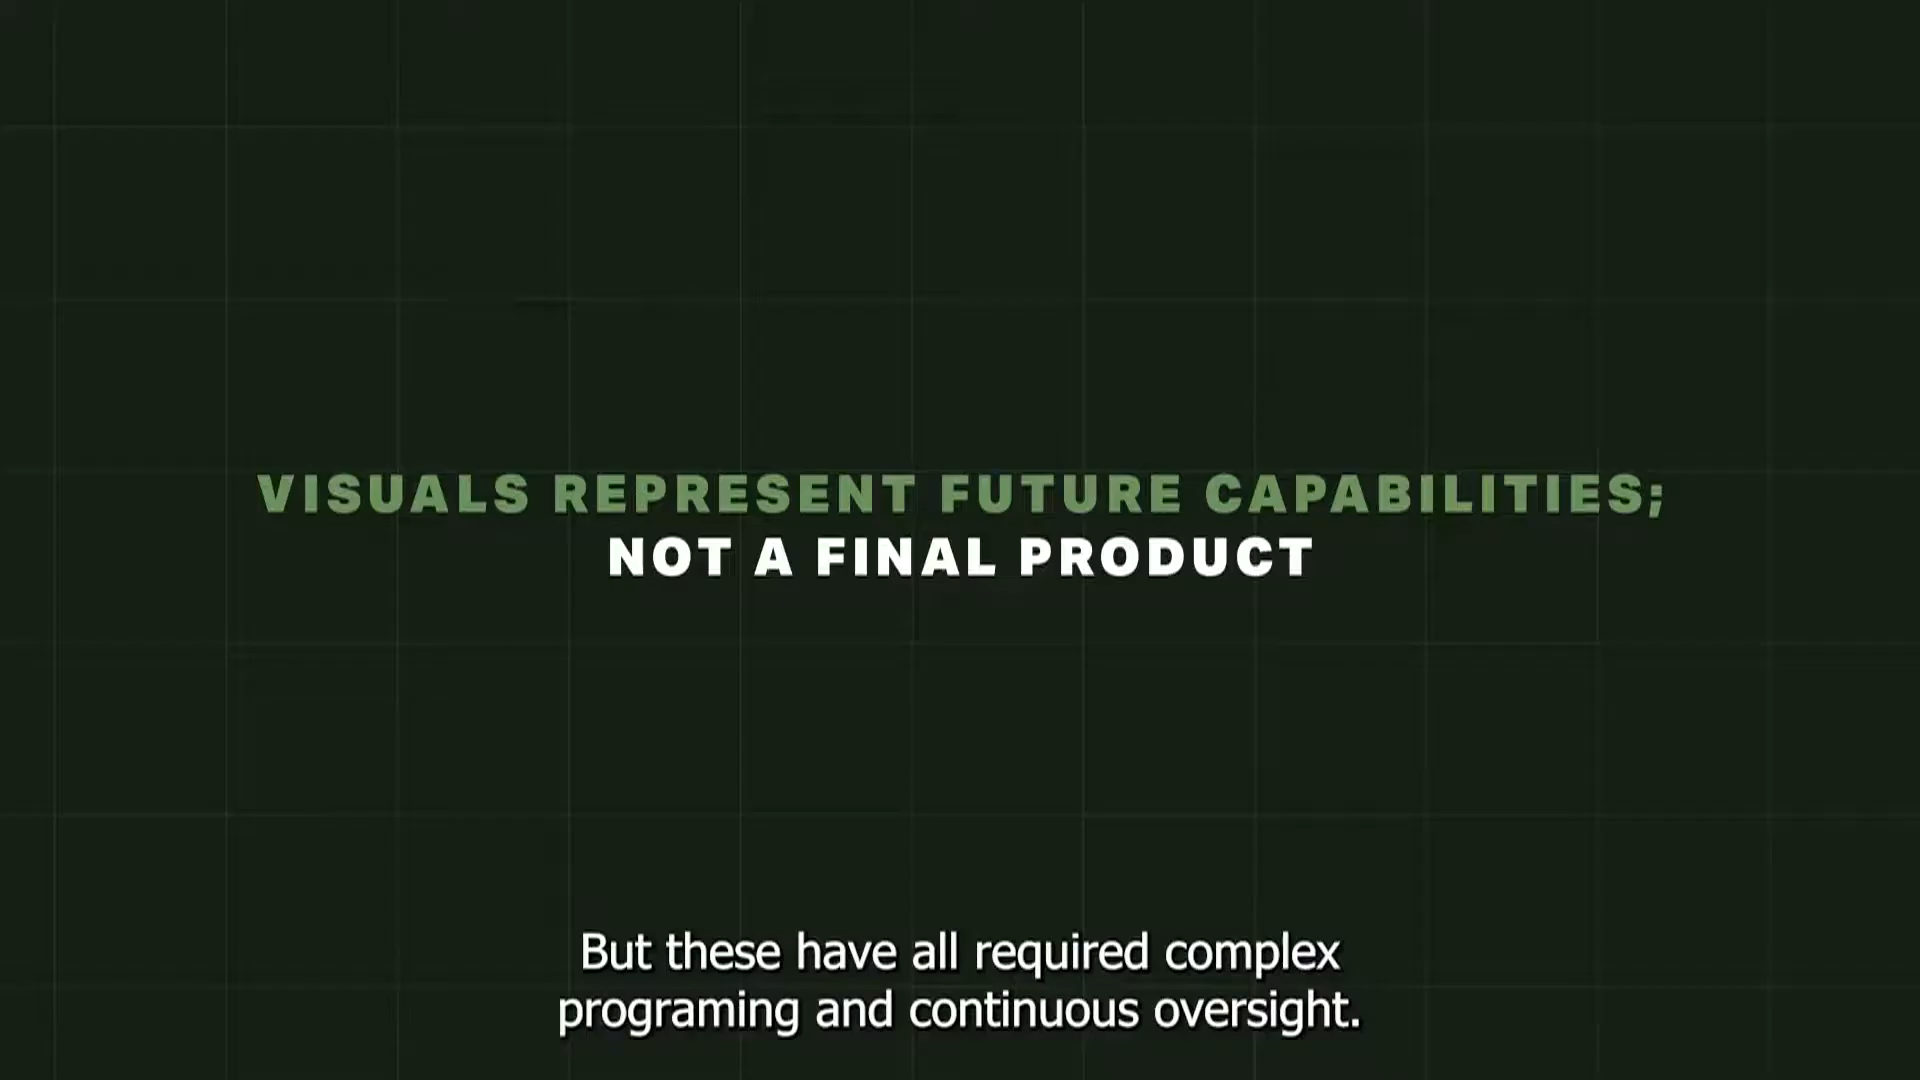 VISUALS REPRESENT FUTURE CAPABILITIES;
NOT A FINAL PRODUCT
But these have all required complex
programing and continuous oversight.